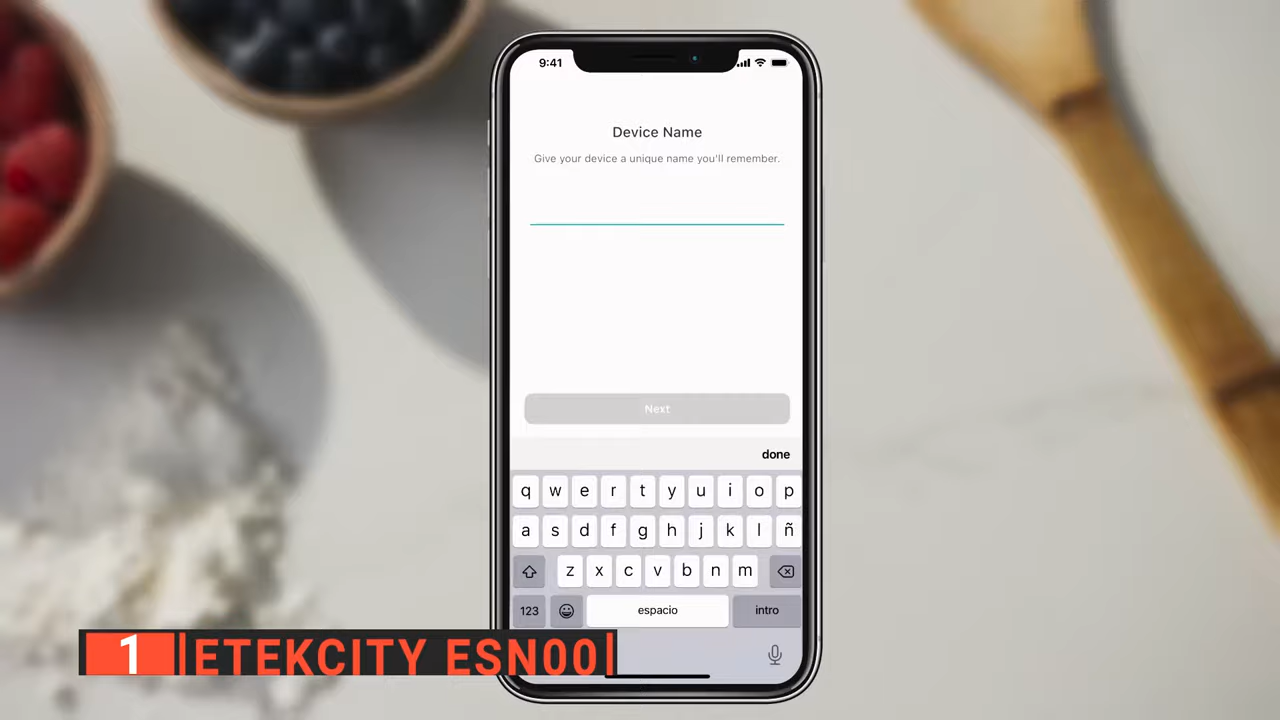 9:41
Device Name
Give your device a unique name you'll remember.
Next
done
q w e r t y u i o p
a s d f g h j k l ñ
z x c v b n m
123 espacio intro
1 ETEKCITY ESN00